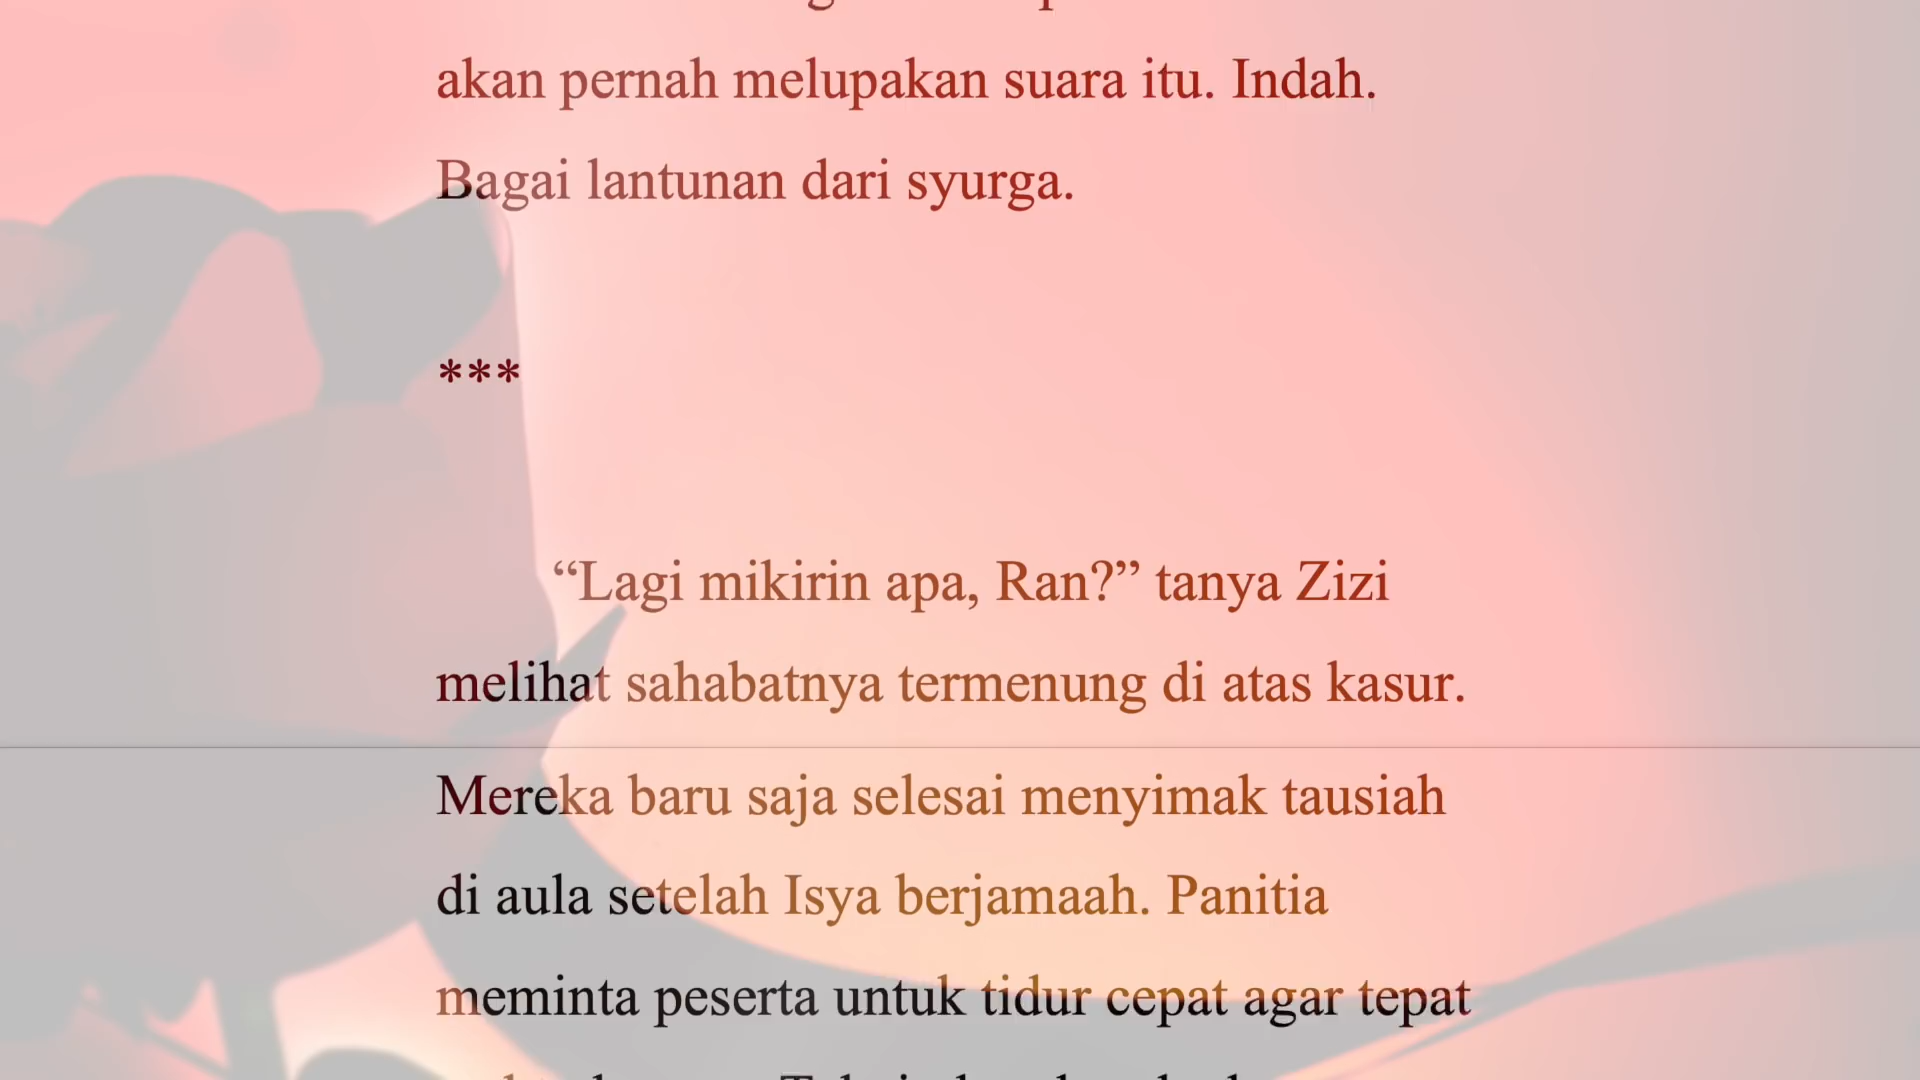 akan pernah melupakan suara itu. Indah.
Bagai lantunan dari syurga.
***
“Lagi mikirin apa, Ran?” tanya Zizi
melihat sahabatnya termenung di atas kasur.
Mereka baru saja selesai menyimak tausiah
di aula setelah Isya berjamaah. Panitia
meminta peserta untuk tidur cepat agar tepat